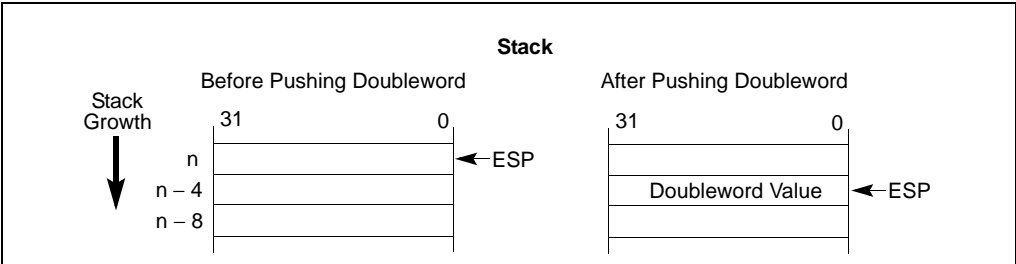 Stack
Before Pushing Doubleword
After Pushing Doubleword
Stack
Growth
31 0
31 0
n
ESP
n – 4
Doubleword Value
ESP
n – 8